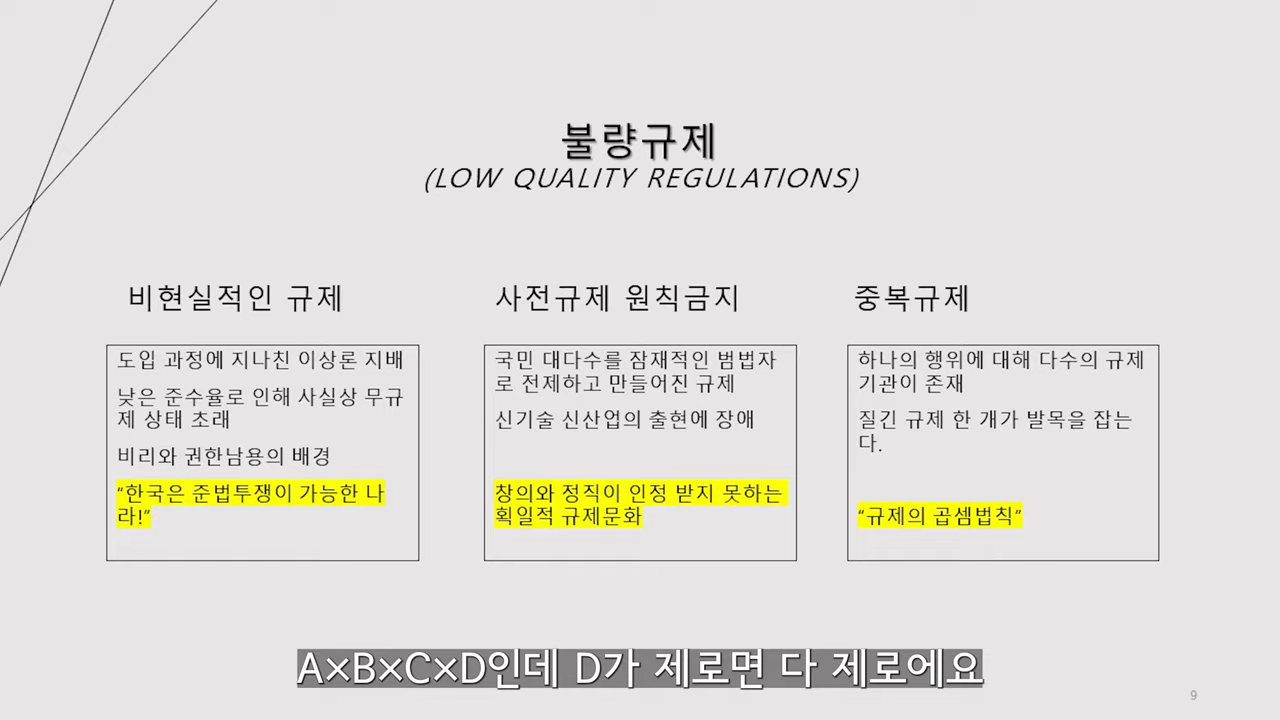 불량규제
(LOW QUALITY REGULATIONS)
비현실적인 규제
도입 과정에 지나친 이상론 지배
낮은 준수율로 인해 사실상 무규
제 상태 초래
비리와 권한남용의 배경
“한국은 준법투쟁이 가능한 나
라!”
사전규제 원칙금지
국민 대다수를 잠재적인 범법자
로 전제하고 만들어진 규제
신기술 신산업의 출현에 장애
창의와 정직이 인정 받지 못하는
획일적 규제문화
중복규제
하나의 행위에 대해 다수의 규제
기관이 존재
질긴 규제 한 개가 발목을 잡는
다.
“규제의 곱셈법칙”
A×B×C×D인데 D가 제로면 다 제로에요
9